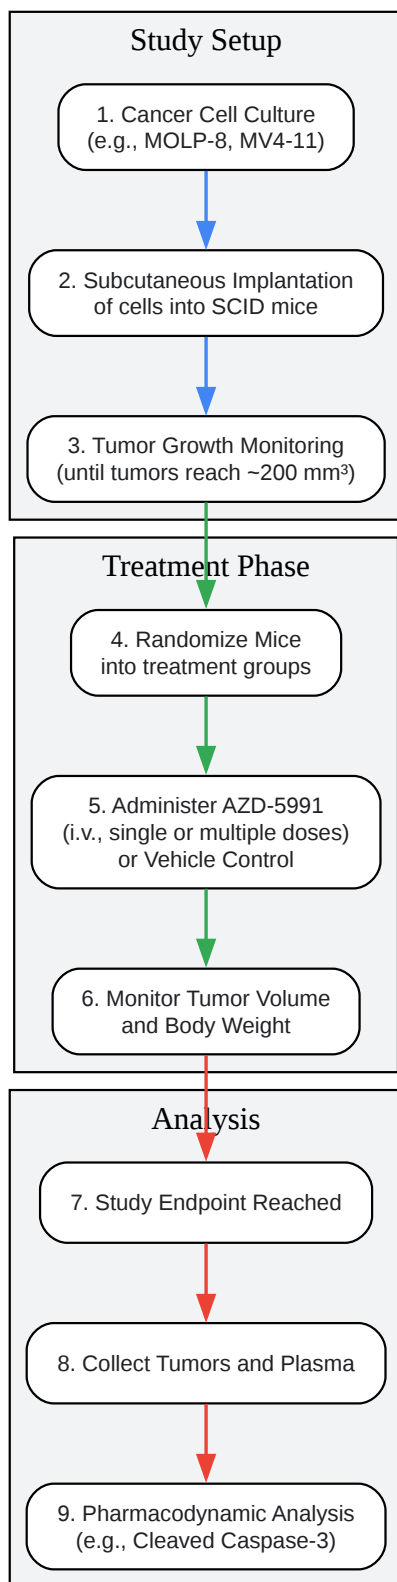 Study Setup
1. Cancer Cell Culture
(e.g., MOLP-8, MV4-11)
2. Subcutaneous Implantation
of cells into SCID mice
3. Tumor Growth Monitoring
(until tumors reach ~200 mm³)
Treatment Phase
4. Randomize Mice
into treatment groups
5. Administer AZD-5991
(i.v., single or multiple doses)
or Vehicle Control
6. Monitor Tumor Volume
and Body Weight
Analysis
7. Study Endpoint Reached
8. Collect Tumors and Plasma
9. Pharmacodynamic Analysis
(e.g., Cleaved Caspase-3)